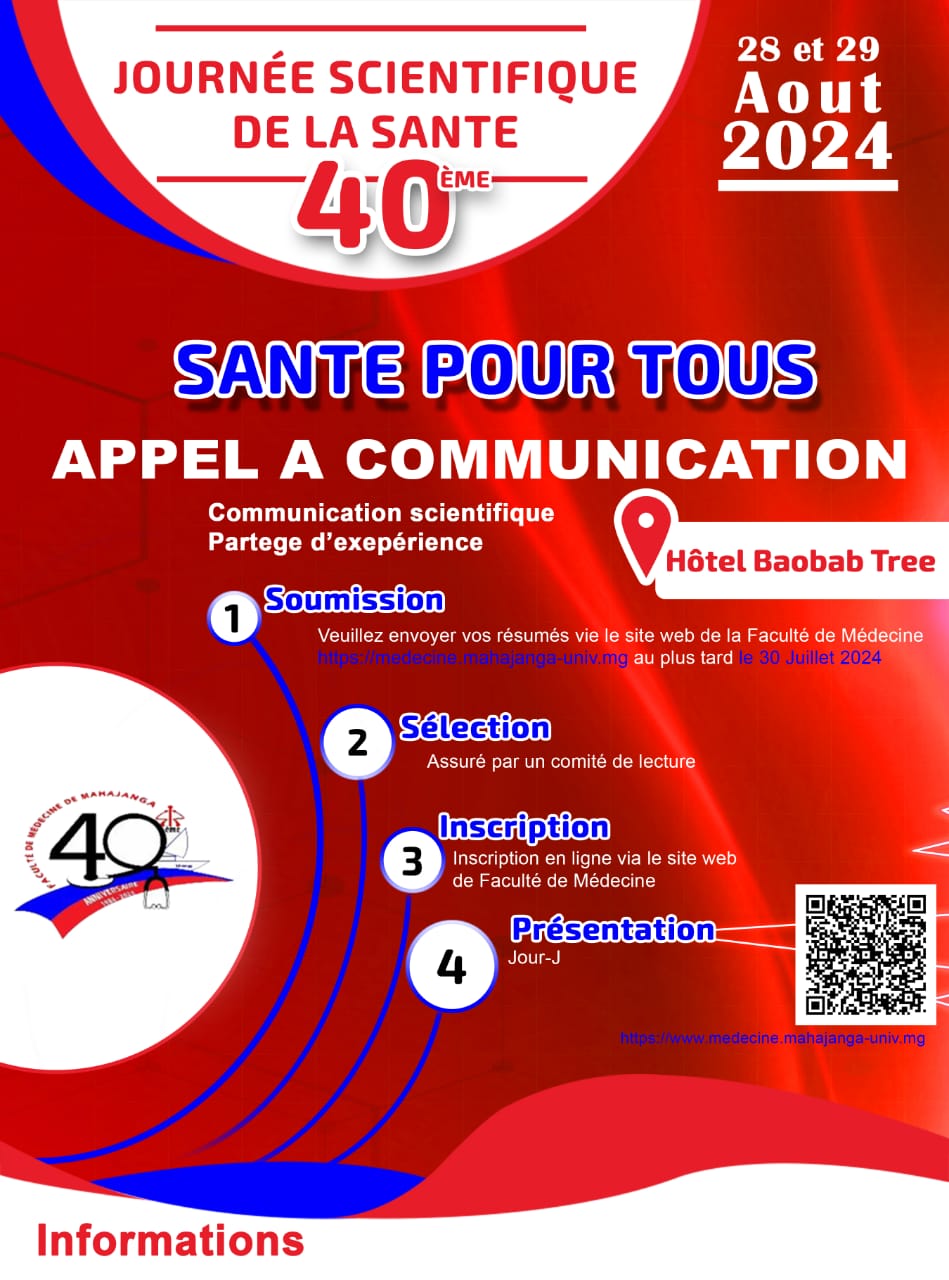 JOURNÉE SCIENTIFIQUE
DE LA SANTE
40ÈME
28 et 29
Aout
2024
SANTE POUR TOUS
APPEL A COMMUNICATION
Communication scientifique
Partege d’exepérience
Hôtel Baobab Tree
1 Soumission
Veuillez envoyer vos résumés vie le site web de la Faculté de Médecine
https://medecine.mahajanga-univ.mg au plus tard le 30 Juillet 2024
2 Sélection
Assuré par un comité de lecture
3 Inscription
Inscription en ligne via le site web
de Faculté de Médecine
4 Présentation
Jour-J
FACULTÉ DE MÉDECINE DE MAHAJANGA
40ème
ANNIVERSAIRE
https://www.medecine.mahajanga-univ.mg
Informations